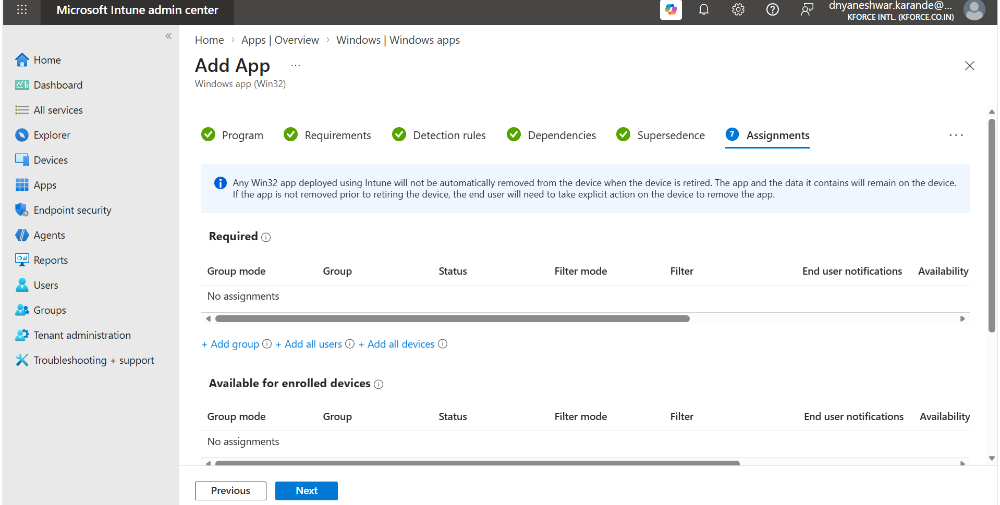 Microsoft Intune admin center
dnyaneshwar.karande@...
KFORCE INTL. (KFORCE.CO.IN)
Home
Dashboard
All services
Explorer
Devices
Apps
Endpoint security
Agents
Reports
Users
Groups
Tenant administration
Troubleshooting + support
Home > Apps | Overview > Windows | Windows apps
Add App ...
Windows app (Win32)
Program Requirements Detection rules Dependencies Supersedence 7 Assignments ...
Any Win32 app deployed using Intune will not be automatically removed from the device when the device is retired. The app and the data it contains will remain on the device.
If the app is not removed prior to retiring the device, the end user will need to take explicit action on the device to remove the app.
Required
Group mode Group Status Filter mode Filter End user notifications Availability
No assignments
+ Add group + Add all users + Add all devices
Available for enrolled devices
Group mode Group Status Filter mode Filter End user notifications Availability
No assignments
Previous Next